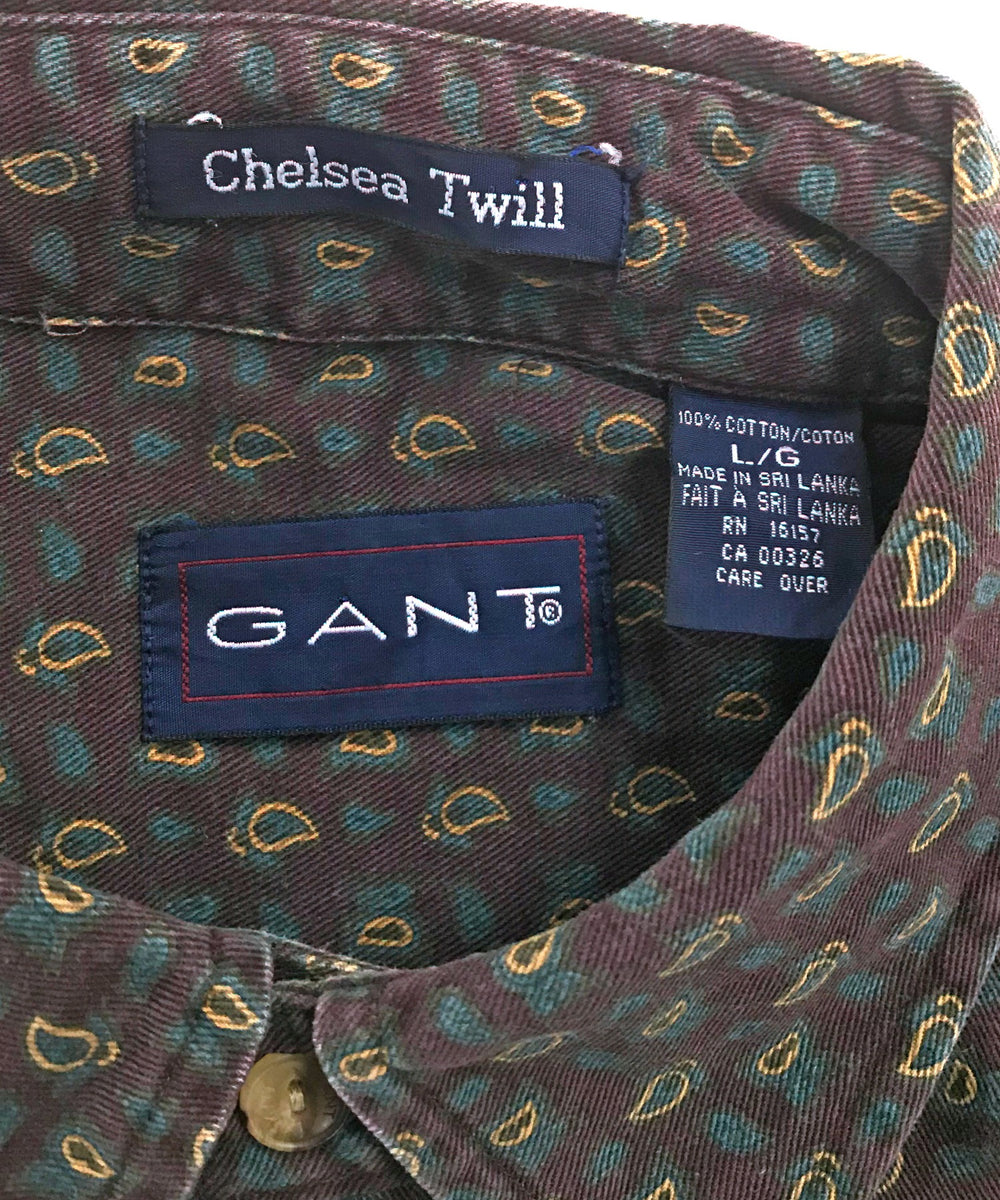 Chelsea Twill
100% COTTON/COTON
L/G
MADE IN SRI LANKA
FAIT À SRI LANKA
RN 16157
CA 00326
CARE OVER
GANT®